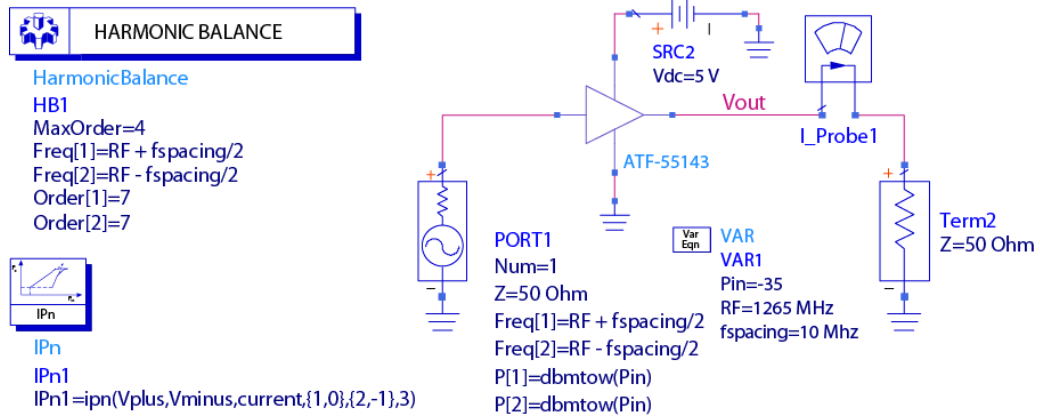 HARMONIC BALANCE
HarmonicBalance
HB1
MaxOrder=4
Freq[1]=RF + fspacing/2
Freq[2]=RF - fspacing/2
Order[1]=7
Order[2]=7
IPn
IPn
IPn1
IPn1=ipn(Vplus,Vminus,current,{1,0},{2,-1},3)
+
SRC2
Vdc=5 V
Vout
I_Probe1
ATF-55143
+
-
PORT1
Num=1
Z=50 Ohm
Freq[1]=RF + fspacing/2
Freq[2]=RF - fspacing/2
P[1]=dbmtow(Pin)
P[2]=dbmtow(Pin)
Var
Eqn
VAR
VAR1
Pin=-35
RF=1265 MHz
fspacing=10 Mhz
+
-
Term2
Z=50 Ohm